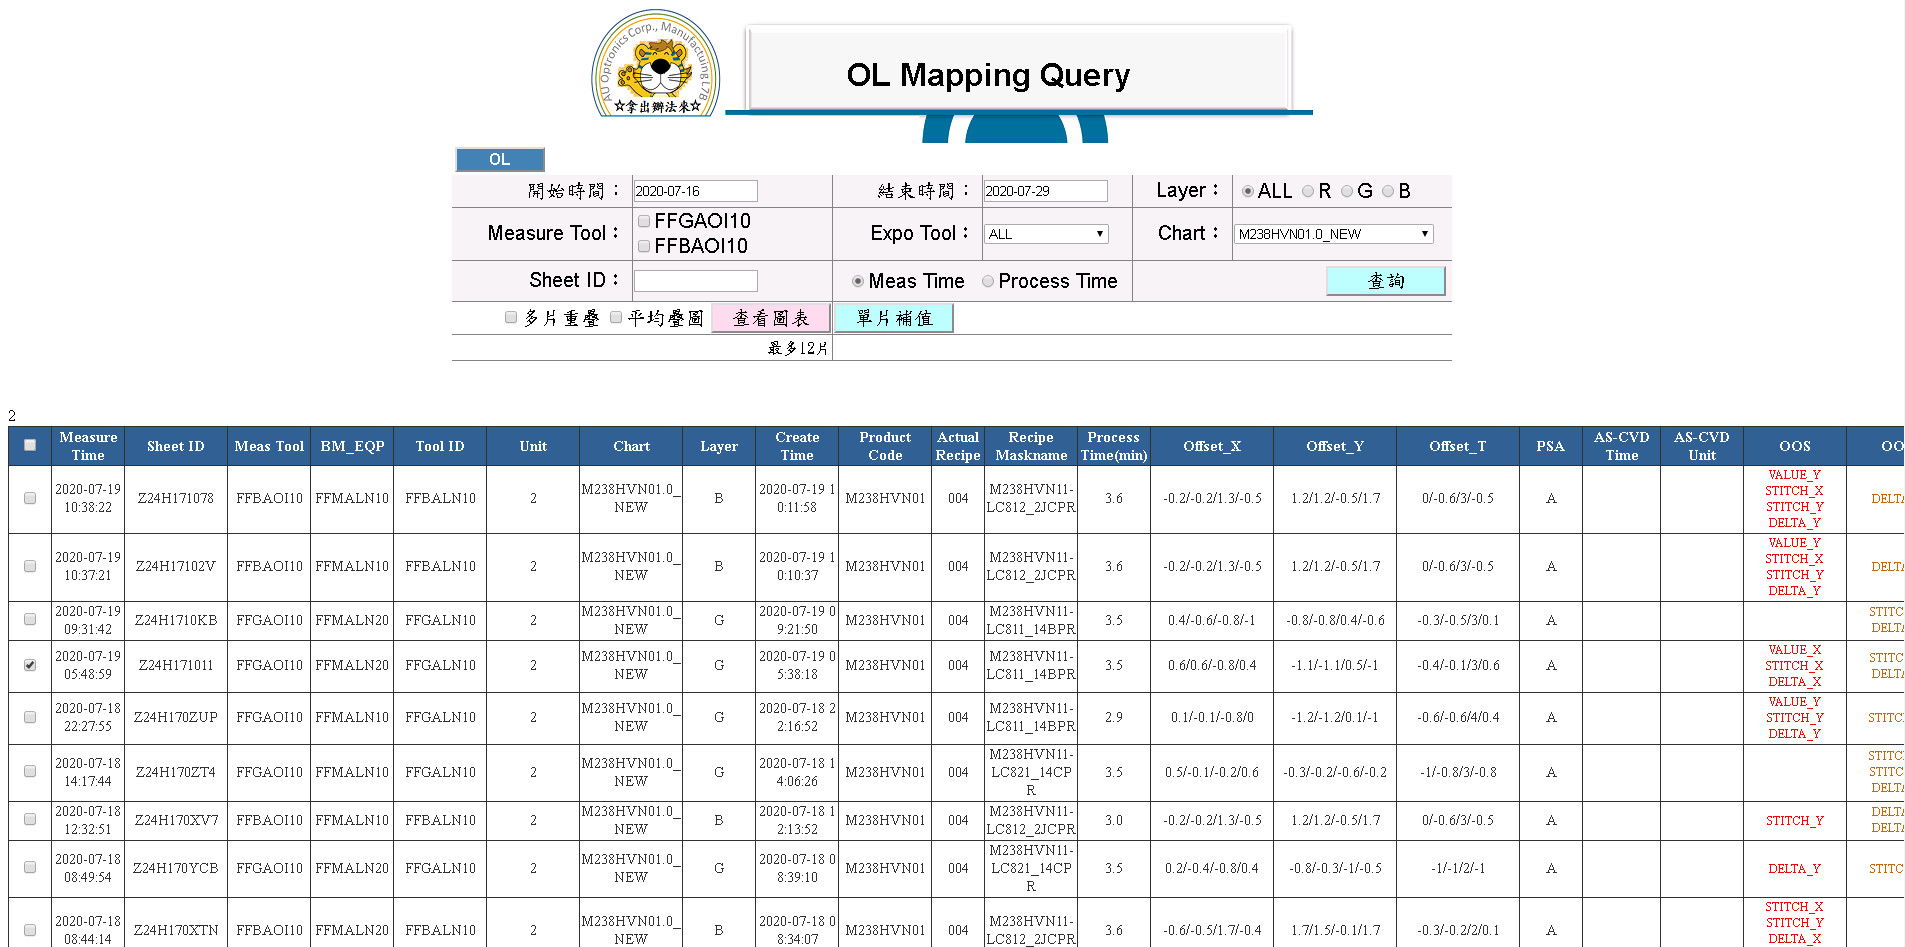 AU Optronics Corp., Manufactuing L7B
☆拿出辦法來☆
OL Mapping Query
OL
開始時間： 2020-07-16 結束時間： 2020-07-29 Layer： ALL R G B
Measure Tool： FFGAOI10 FFBAOI10 Expo Tool： ALL Chart： M238HVN01.0_NEW
Sheet ID： Meas Time Process Time 查詢
多片重疊 平均疊圖 查看圖表 單片補值
最多12片
2
Measure Time Sheet ID Meas Tool BM_EQP Tool ID Unit Chart Layer Create Time Product Code Actual Recipe Recipe Maskname Process Time(min) Offset_X Offset_Y Offset_T PSA AS-CVD Time AS-CVD Unit OOS OO
2020-07-19 10:38:22 Z24H171078 FFBAOI10 FFMALN10 FFBALN10 2 M238HVN01.0_NEW B 2020-07-19 10:11:58 M238HVN01 004 M238HVN11-LC812_2JCPR 3.6 -0.2/-0.2/1.3/-0.5 1.2/1.2/-0.5/1.7 0/-0.6/3/-0.5 A VALUE_Y STITCH_X STITCH_Y DELTA_Y DELTA
2020-07-19 10:37:21 Z24H17102V FFBAOI10 FFMALN10 FFBALN10 2 M238HVN01.0_NEW B 2020-07-19 10:10:37 M238HVN01 004 M238HVN11-LC812_2JCPR 3.6 -0.2/-0.2/1.3/-0.5 1.2/1.2/-0.5/1.7 0/-0.6/3/-0.5 A VALUE_Y STITCH_X STITCH_Y DELTA_Y DELTA
2020-07-19 09:31:42 Z24H1710KB FFGAOI10 FFMALN20 FFGALN10 2 M238HVN01.0_NEW G 2020-07-19 09:21:50 M238HVN01 004 M238HVN11-LC811_14BPR 3.5 0.4/-0.6/-0.8/-1 -0.8/-0.8/0.4/-0.6 -0.3/-0.5/3/0.1 A STITC DELTA
2020-07-19 05:48:59 Z24H171011 FFGAOI10 FFMALN20 FFGALN10 2 M238HVN01.0_NEW G 2020-07-19 05:38:18 M238HVN01 004 M238HVN11-LC811_14BPR 3.5 0.6/0.6/-0.8/0.4 -1.1/-1.1/0.5/-1 -0.4/-0.1/3/0.6 A VALUE_X STITCH_X DELTA_X STITC DELTA
2020-07-18 22:27:55 Z24H170ZUP FFGAOI10 FFMALN20 FFGALN10 2 M238HVN01.0_NEW G 2020-07-18 22:16:52 M238HVN01 004 M238HVN11-LC811_14BPR 2.9 0.1/-0.1/-0.8/0 -1.2/-1.2/0.1/-1 -0.6/-0.6/4/0.4 A VALUE_Y STITCH_Y DELTA_Y STITC
2020-07-18 14:17:44 Z24H170ZT4 FFGAOI10 FFMALN10 FFGALN10 2 M238HVN01.0_NEW G 2020-07-18 14:06:26 M238HVN01 004 M238HVN11-LC821_14CPR 3.5 0.5/-0.1/-0.2/0.6 -0.3/-0.2/-0.6/-0.2 -1/-0.8/3/-0.8 A STITC STITC DELTA
2020-07-18 12:32:51 Z24H170XV7 FFBAOI10 FFMALN10 FFBALN10 2 M238HVN01.0_NEW B 2020-07-18 12:13:52 M238HVN01 004 M238HVN11-LC812_2JCPR 3.0 -0.2/-0.2/1.3/-0.5 1.2/1.2/-0.5/1.7 0/-0.6/3/-0.5 A STITCH_Y DELTA DELTA
2020-07-18 08:49:54 Z24H170YCB FFGAOI10 FFMALN20 FFGALN10 2 M238HVN01.0_NEW G 2020-07-18 08:39:10 M238HVN01 004 M238HVN11-LC821_14CPR 3.5 0.2/-0.4/-0.8/0.4 -0.8/-0.3/-1/-0.5 -1/-1/2/-1 A DELTA_Y STITC
2020-07-18 08:44:14 Z24H170XTN FFBAOI10 FFMALN20 FFBALN10 2 M238HVN01.0_NEW B 2020-07-18 08:34:07 M238HVN01 004 M238HVN11-LC812_2JCPR 3.6 -0.6/-0.5/1.7/-0.4 1.7/1.5/-0.1/1.7 -0.3/-0.2/2/0.1 A STITCH_X STITCH_Y DELTA_X